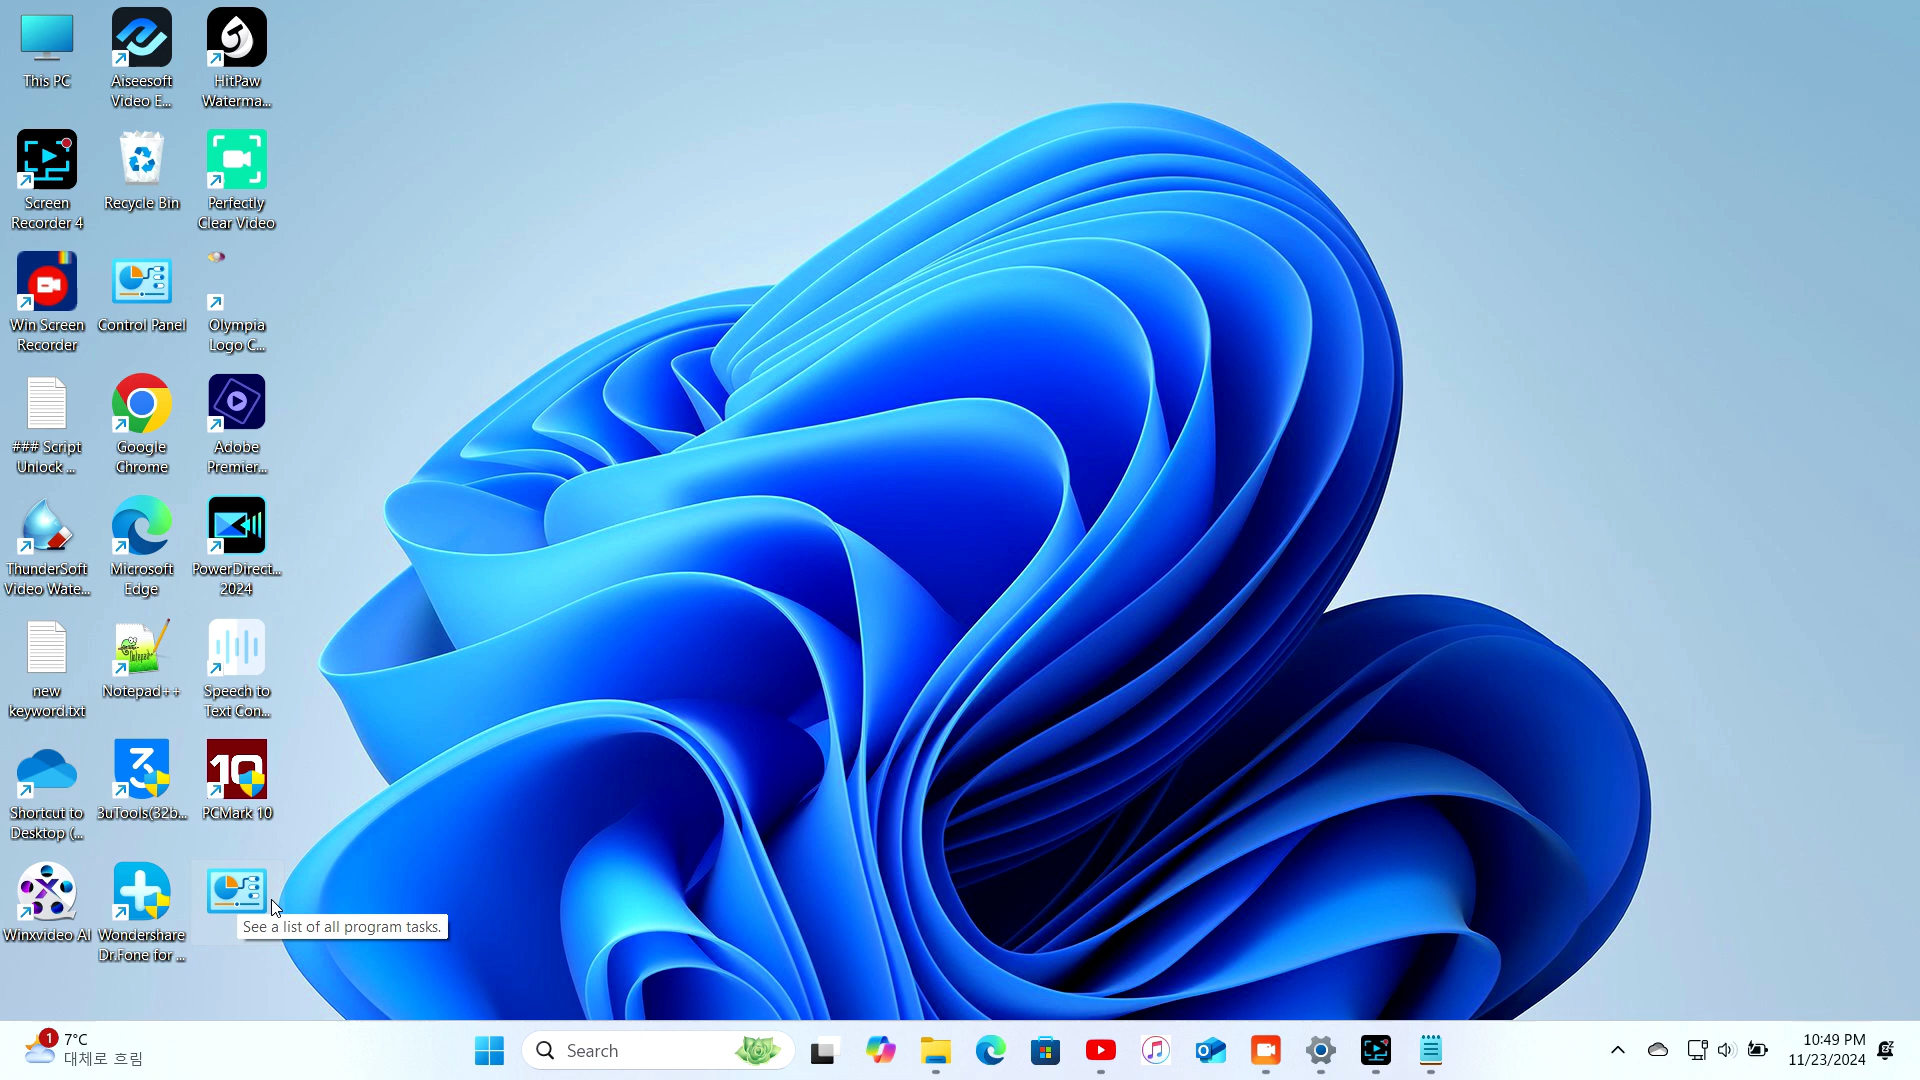 This PC
Aiseesoft
Video E...
HitPaw
Waterma...
Screen
Recorder 4
Recycle Bin
Perfectly
Clear Video
Win Screen
Recorder
Control Panel
Olympia
Logo C...
### Script
Unlock ...
Google
Chrome
Adobe
Premier...
ThunderSoft
Video Wate...
Microsoft
Edge
PowerDirect...
2024
new
keyword.txt
Notepad++
Speech to
Text Con...
Shortcut to
Desktop (...
3
3uTools(32b...
10
PCMark 10
Winxvideo AI
Wondershare
Dr.Fone for ...
See a list of all program tasks.
1
7°C
대체로 흐림
Search
10:49 PM
11/23/2024